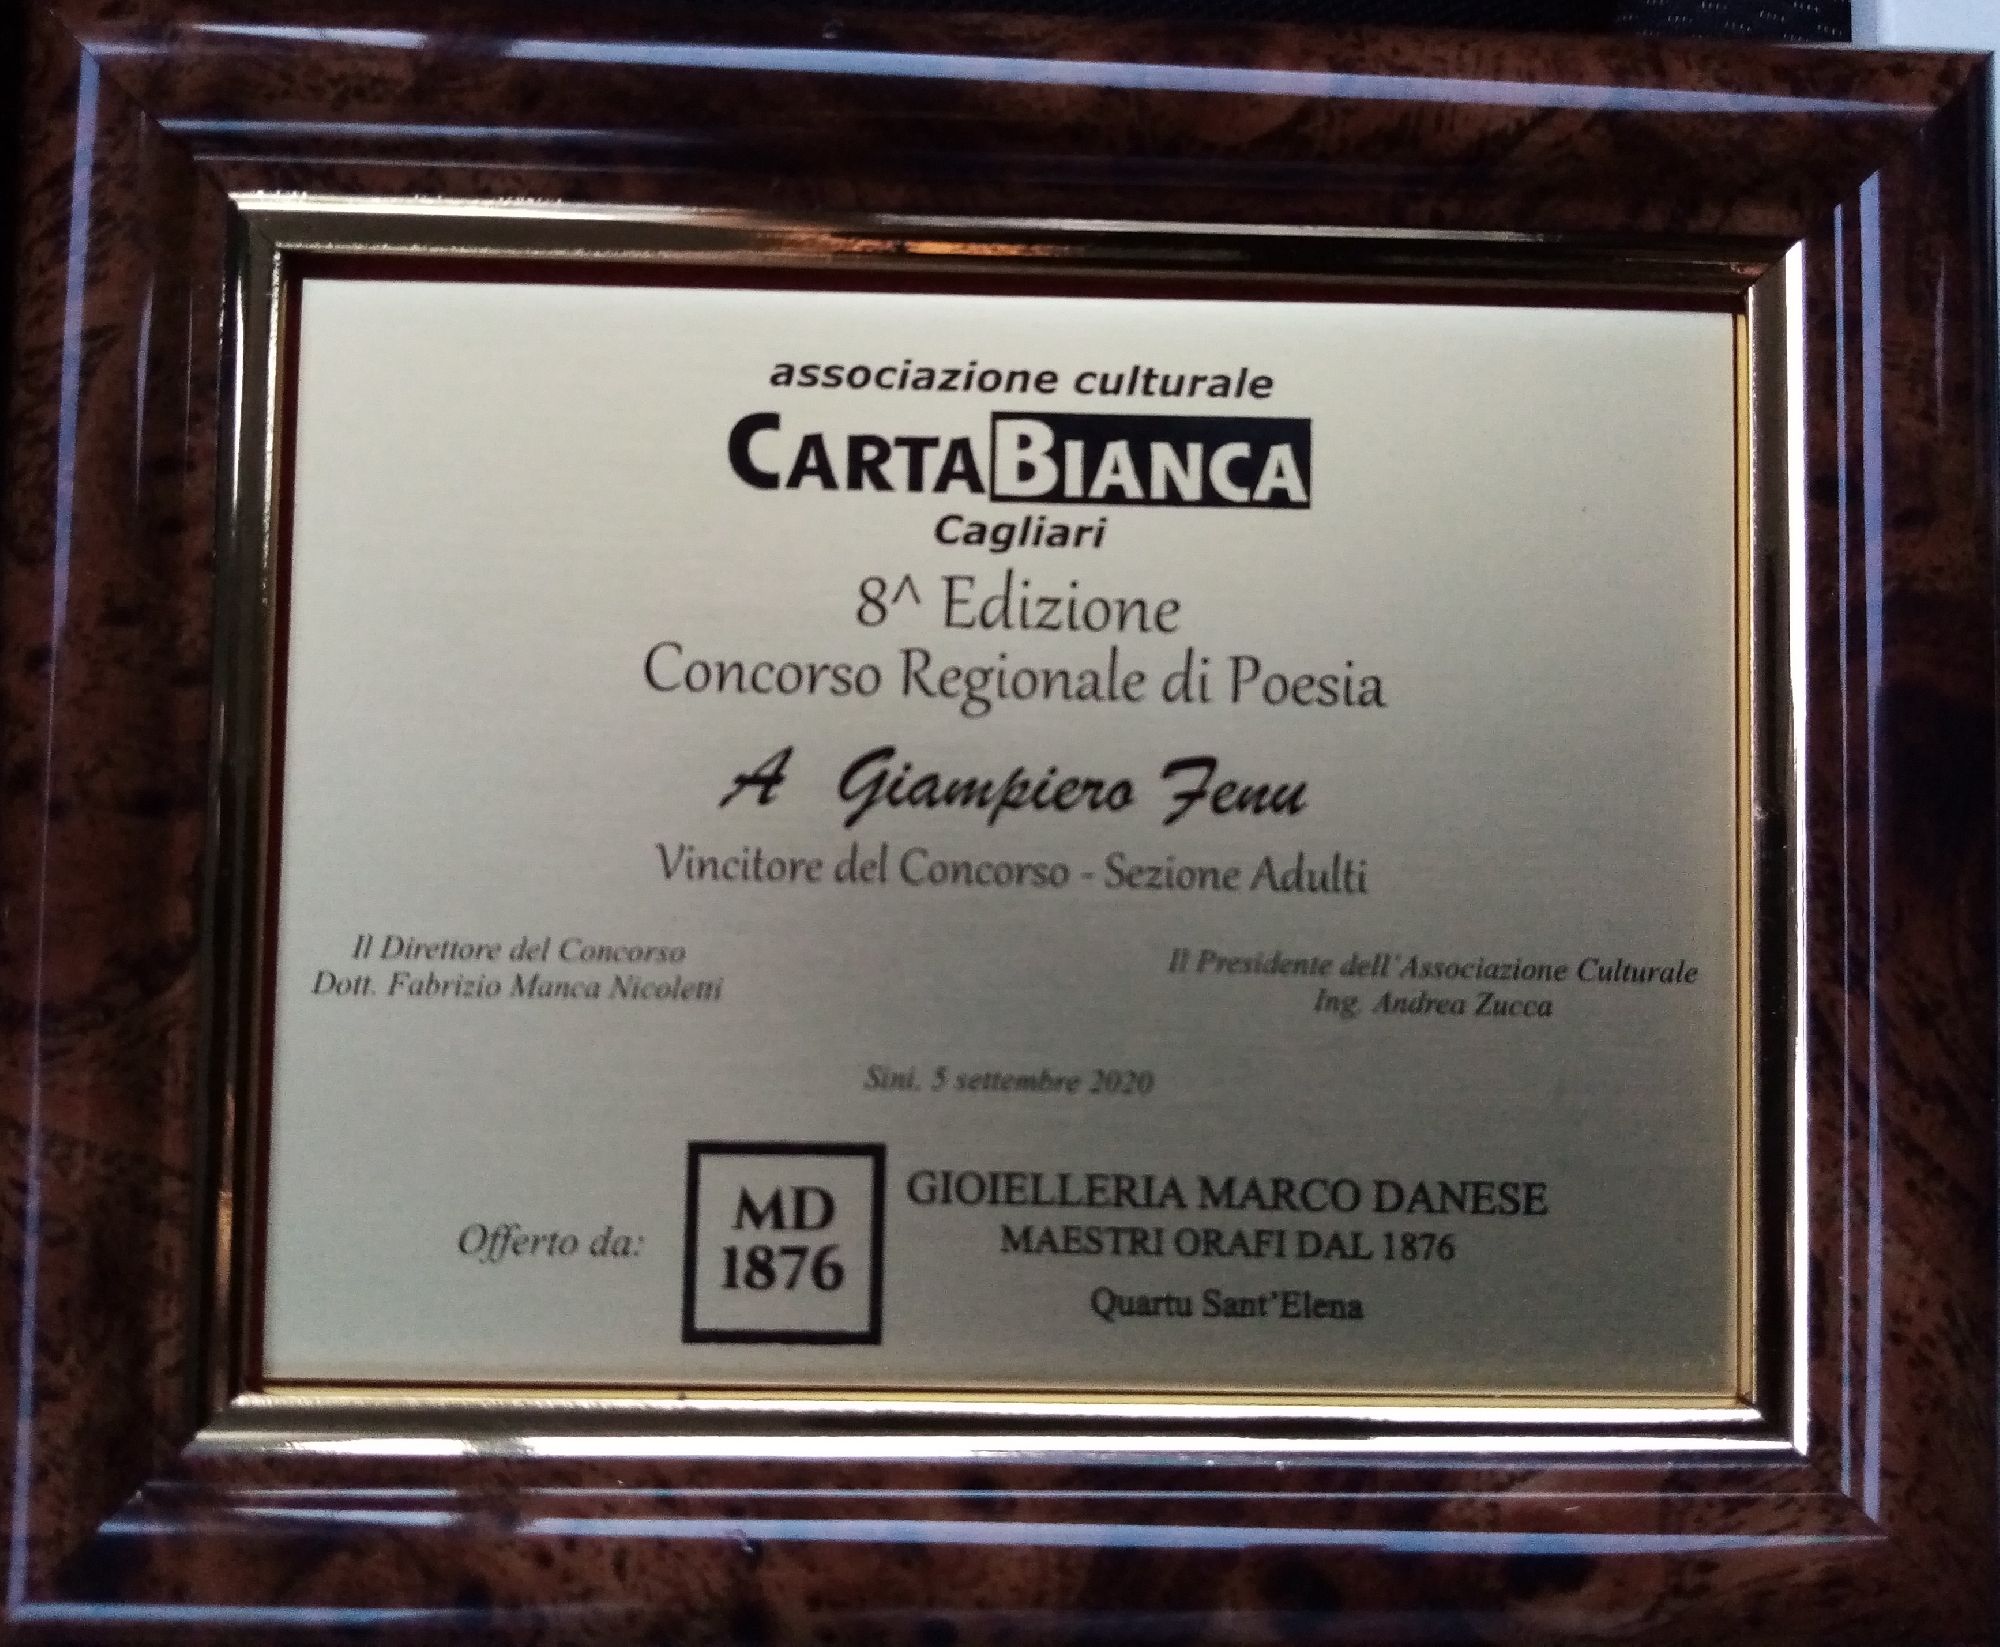 associazione culturale
CARTABIANCA
Cagliari
8^ Edizione
Concorso Regionale di Poesia
A Giampiero Fenu
Vincitore del Concorso - Sezione Adulti
Il Direttore del Concorso
Dott. Fabrizio Manca Nicoletti
Il Presidente dell'Associazione Culturale
Ing. Andrea Zucca
Sini, 5 settembre 2020
Offerto da:
MD
1876
GIOIELLERIA MARCO DANESE
MAESTRI ORAFI DAL 1876
Quartu Sant'Elena